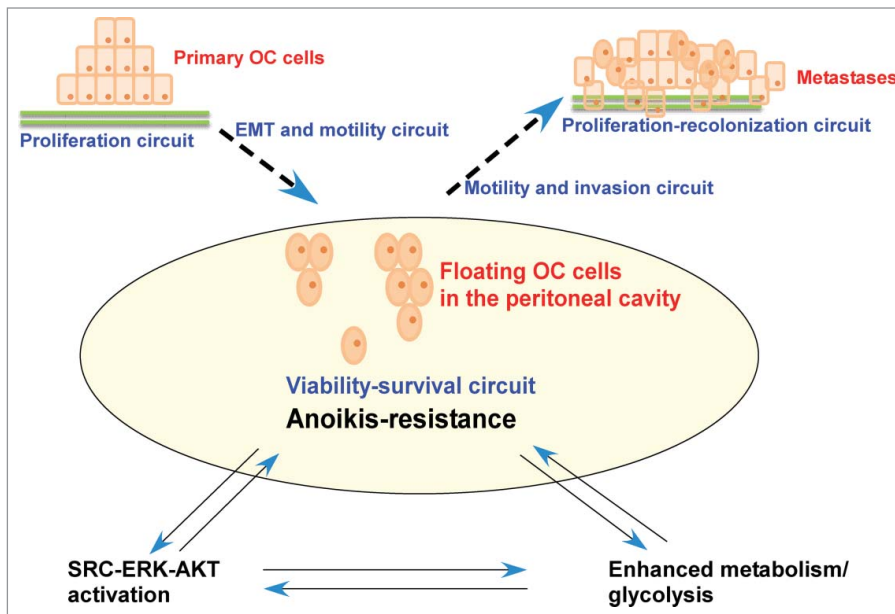 Primary OC cells
Metastases
Proliferation circuit
EMT and motility circuit
Proliferation-recolonization circuit
Motility and invasion circuit
Floating OC cells
in the peritoneal cavity
Viability-survival circuit
Anoikis-resistance
SRC-ERK-AKT
activation
Enhanced metabolism/
glycolysis